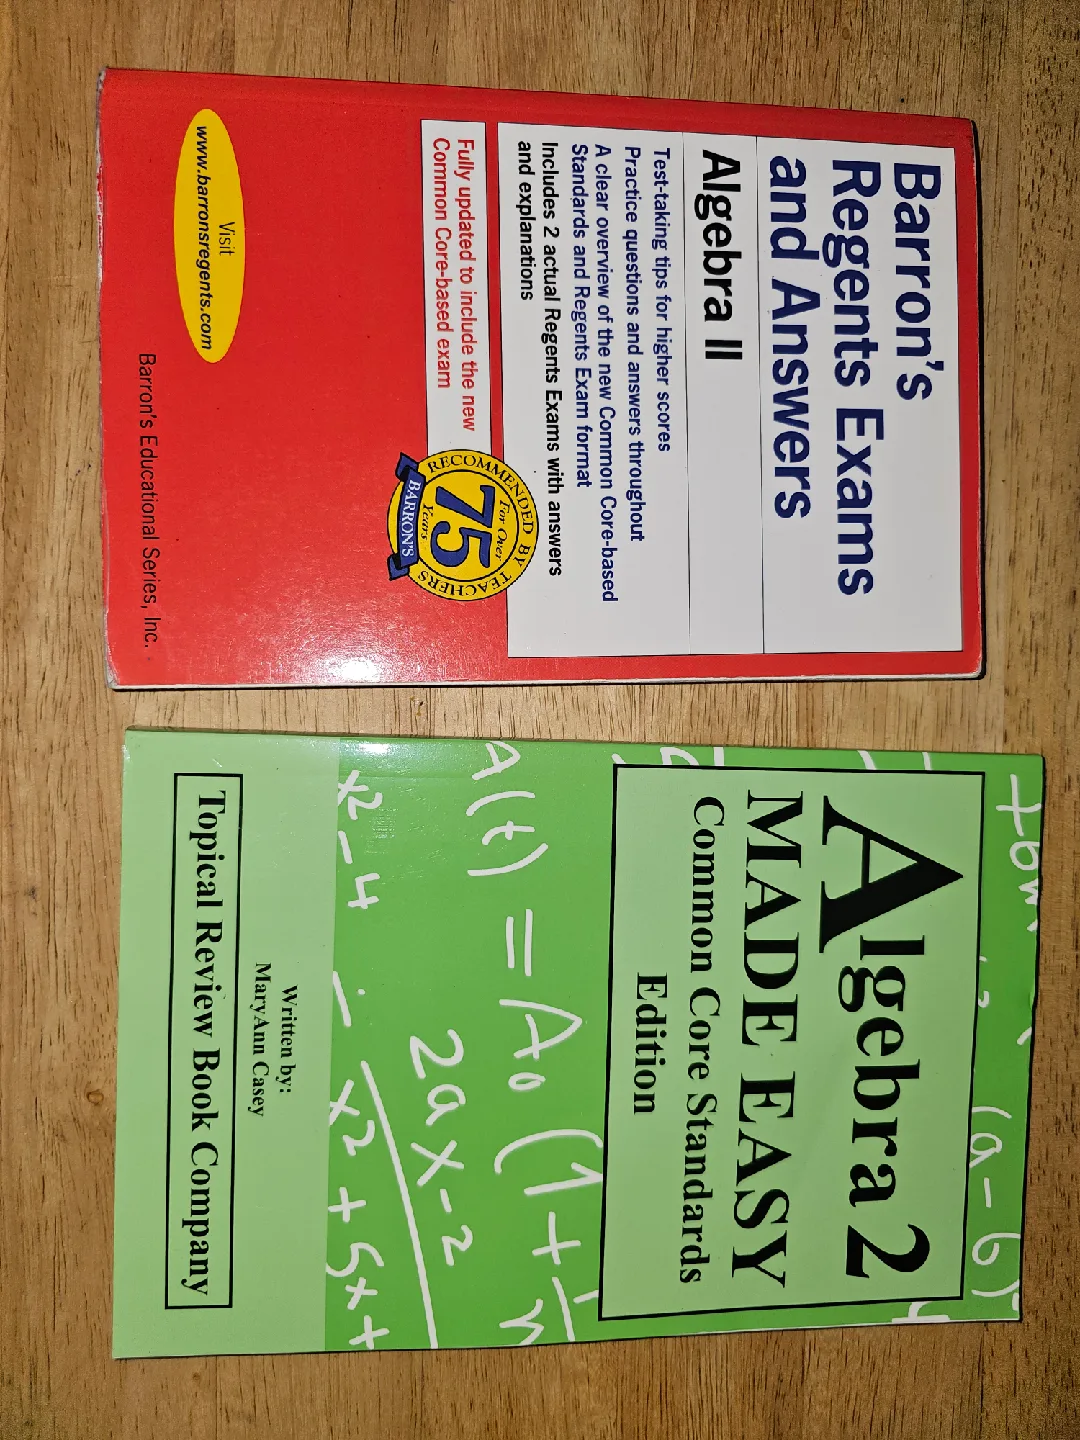 Barron's
Regents Exams
and Answers
Algebra II
Test-taking tips for higher scores
Practice questions and answers throughout
A clear overview of the new Common Core-based
Standards and Regents Exam format
Includes 2 actual Regents Exams with answers
and explanations
Fully updated to include the new
Common Core-based exam
RECOMMENDED BY TEACHERS
For Over
75
Years
BARRON'S
Visit
www.barronsregents.com
Barron's Educational Series, Inc.
(a-b)
Algebra 2
MADE EASY
Common Core Standards
Edition
A(t) = A₀(1+1/n
2ax-2
x2-4
x2+5x+
Written by:
MaryAnn Casey
Topical Review Book Company